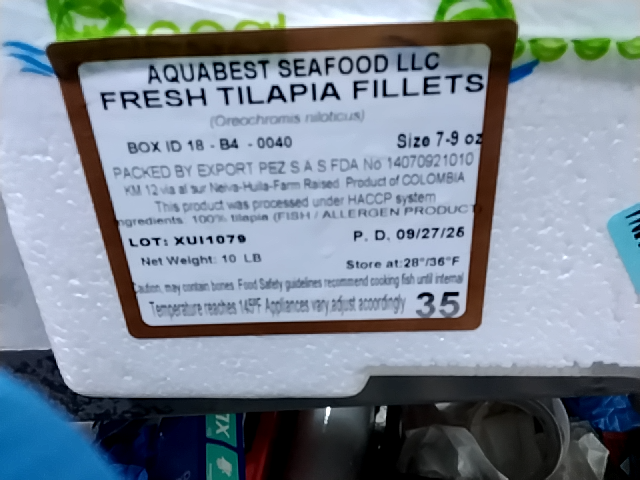 AQUABEST SEAFOOD LLC
FRESH TILAPIA FILLETS
(Oreochromis niloticus)
BOX ID 18 - B4 - 0040 Size 7-9 oz
PACKED BY EXPORT PEZ S A S FDA No 14070921010
KM 12 via al sur Neiva-Huila-Farm Raised Product of COLOMBIA
This product was processed under HACCP system
ngredients: 100% tilapia (FISH / ALLERGEN PRODUCT
LOT: XUI1079 P. D. 09/27/25
Net Weight: 10 LB Store at:28°/36°F
Caution, may contain bones. Food Safety guidelines recommend cooking fish until internal
Temperature reaches 145°F Appliances vary,adjust acoordingly 35